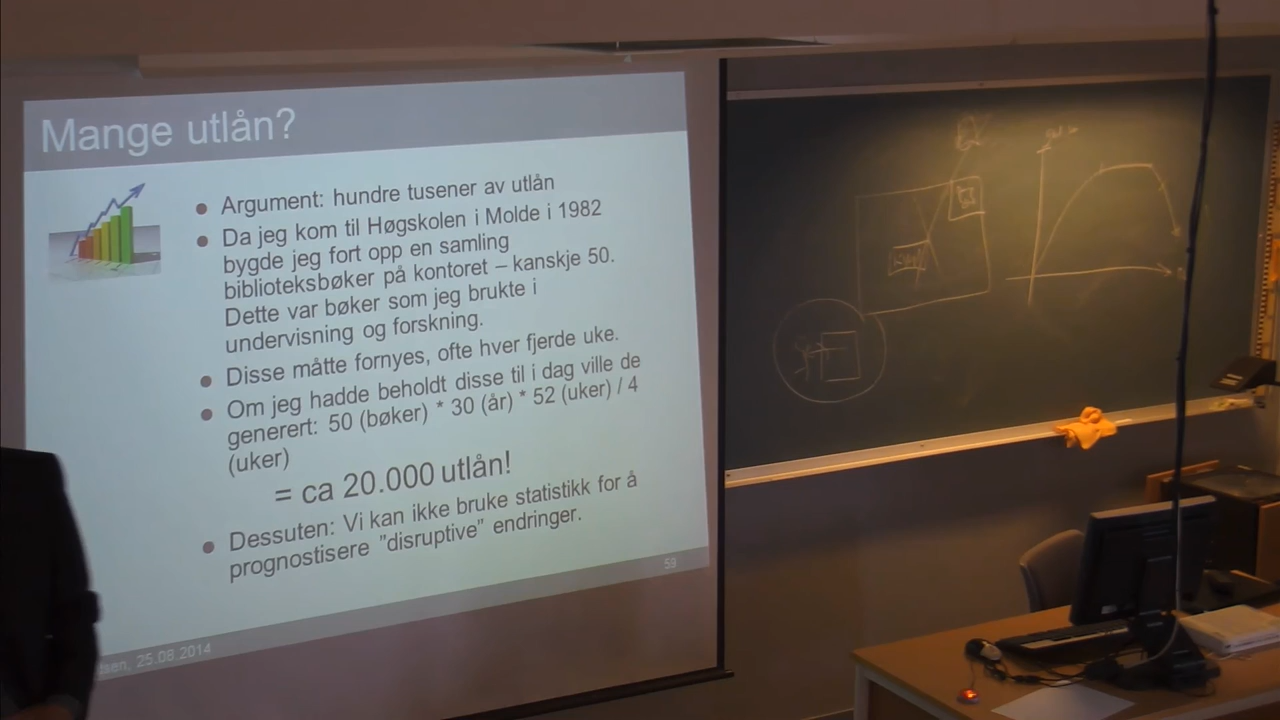 Mange utlån?
Argument: hundre tusener av utlån
Da jeg kom til Høgskolen i Molde i 1982
bygde jeg fort opp en samling
biblioteksbøker på kontoret – kanskje 50.
Dette var bøker som jeg brukte i
undervisning og forskning.
Disse måtte fornyes, ofte hver fjerde uke.
Om jeg hadde beholdt disse til i dag ville de
generert: 50 (bøker) * 30 (år) * 52 (uker) / 4
(uker)
= ca 20.000 utlån!
Dessuten: Vi kan ikke bruke statistikk for å
prognostisere ”disruptive” endringer.
59
25.08.2014